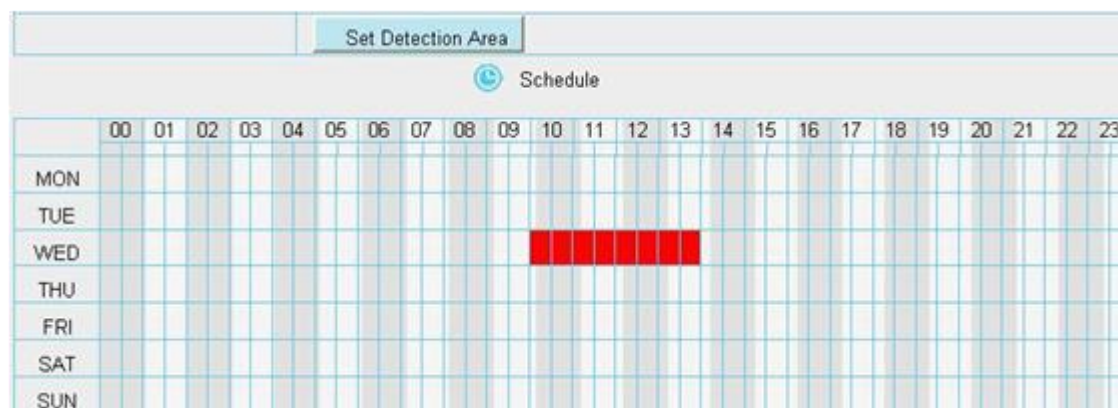 Set Detection Area
Schedule
00 01 02 03 04 05 06 07 08 09 10 11 12 13 14 15 16 17 18 19 20 21 22 23
MON
TUE
WED
THU
FRI
SAT
SUN